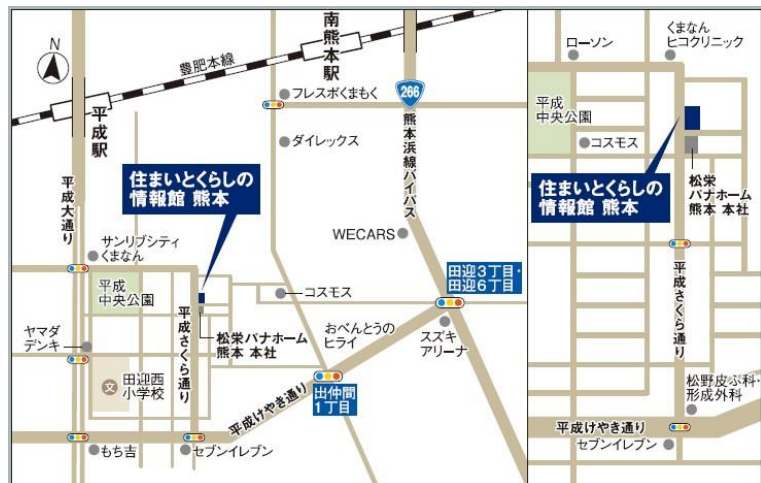 N
豊肥本線
南熊本駅
平成駅
フレスポくまもく
266
熊本浜線バイパス
ダイレックス
住まいとくらしの
情報館 熊本
平成大通り
サンリブシティ
くまなん
WECARS
平成
中央公園
コスモス
田迎3丁目・
田迎6丁目
ヤマダ
デンキ
松栄パナホーム
熊本 本社
平成さくら通り
おべんとうの
ヒライ
スズキ
アリーナ
文
田迎西
小学校
出仲間
1丁目
平成けやき通り
もち吉
セブンイレブン
ローソン
くまなん
ヒコクリニック
平成
中央公園
コスモス
住まいとくらしの
情報館 熊本
松栄
パナホーム
熊本 本社
平成さくら通り
松野皮ふ科・
形成外科
平成けやき通り
セブンイレブン